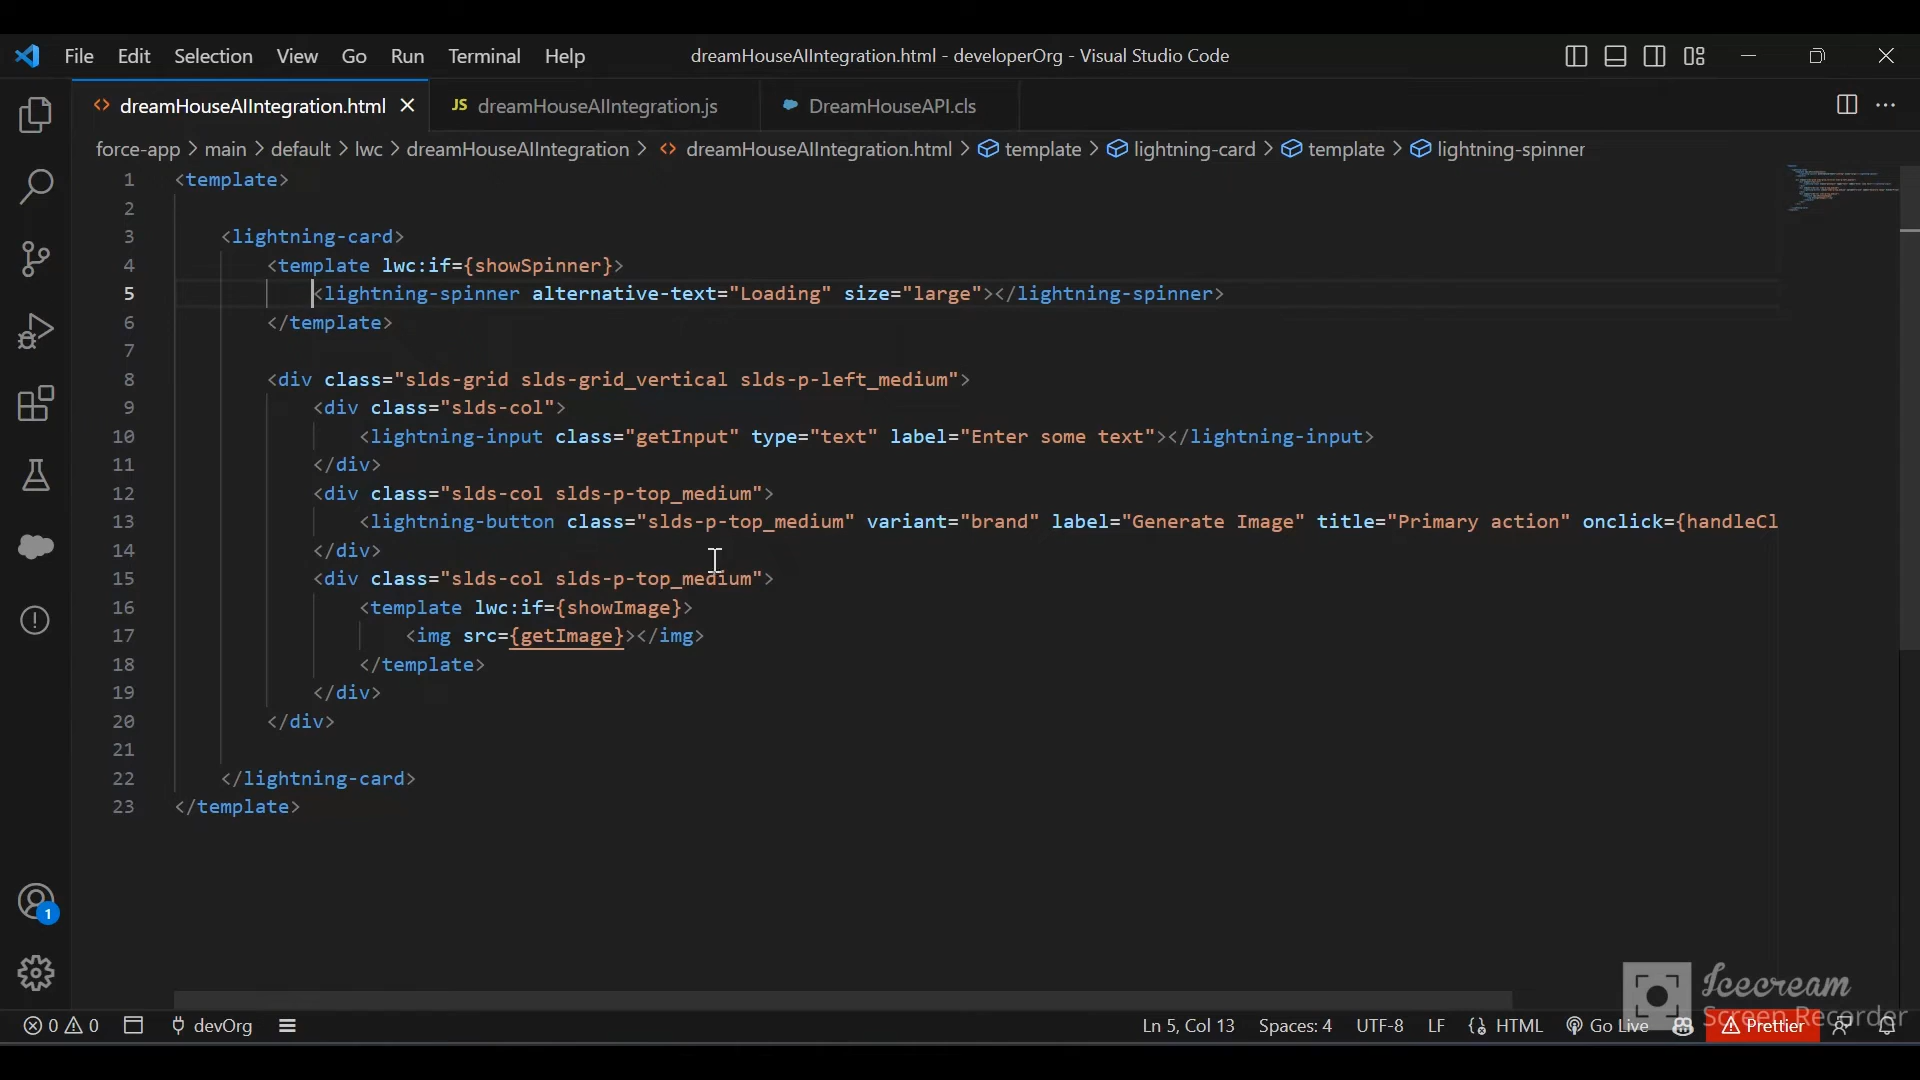 File Edit Selection View Go Run Terminal Help dreamHouseAIIntegration.html - developerOrg - Visual Studio Code
dreamHouseAIIntegration.html JS dreamHouseAIIntegration.js DreamHouseAPI.cls
force-app > main > default > lwc > dreamHouseAIIntegration > dreamHouseAIIntegration.html > template > lightning-card > template > lightning-spinner
1 <template>
2
3 <lightning-card>
4 <template lwc:if={showSpinner}>
5 <lightning-spinner alternative-text="Loading" size="large"></lightning-spinner>
6 </template>
7
8 <div class="slds-grid slds-grid_vertical slds-p-left_medium">
9 <div class="slds-col">
10 <lightning-input class="getInput" type="text" label="Enter some text"></lightning-input>
11 </div>
12 <div class="slds-col slds-p-top_medium">
13 <lightning-button class="slds-p-top_medium" variant="brand" label="Generate Image" title="Primary action" onclick={handleCl
14 </div>
15 <div class="slds-col slds-p-top_medium">
16 <template lwc:if={showImage}>
17 <img src={getImage}></img>
18 </template>
19 </div>
20 </div>
21
22 </lightning-card>
23 </template>
1
Icecream
Screen Recorder
0 0 devOrg Ln 5, Col 13 Spaces: 4 UTF-8 LF {} HTML Go Live Prettier